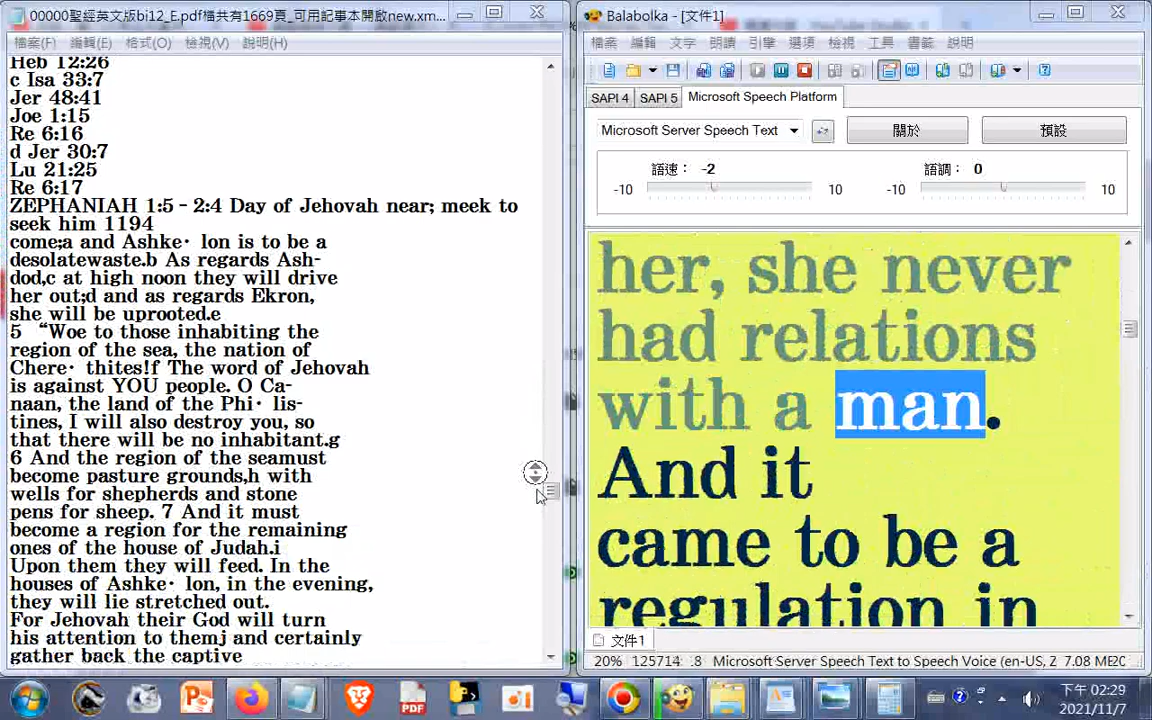 00000聖經英文版bi12_E.pdf檔共有1669頁_可用記事本開啟new.xm...
檔案(F) 編輯(E) 格式(O) 檢視(V) 說明(H)
Heb 12:26
c Isa 33:7
Jer 48:41
Joe 1:15
Re 6:16
d Jer 30:7
Lu 21:25
Re 6:17
ZEPHANIAH 1:5 – 2:4 Day of Jehovah near; meek to
seek him 1194
come;a and Ashke· lon is to be a
desolatewaste.b As regards Ash-
dod,c at high noon they will drive
her out;d and as regards Ekron,
she will be uprooted.e
5 “Woe to those inhabiting the
region of the sea, the nation of
Chere· thites!f The word of Jehovah
is against YOU people. O Ca-
naan, the land of the Phi· lis-
tines, I will also destroy you, so
that there will be no inhabitant.g
6 And the region of the seamust
become pasture grounds,h with
wells for shepherds and stone
pens for sheep. 7 And it must
become a region for the remaining
ones of the house of Judah.i
Upon them they will feed. In the
houses of Ashke· lon, in the evening,
they will lie stretched out.
For Jehovah their God will turn
his attention to themj and certainly
gather back the captive
Balabolka - [文件1]
檔案 編輯 文字 朗讀 引擎 選項 檢視 工具 書籤 說明
SAPI 4 SAPI 5 Microsoft Speech Platform
Microsoft Server Speech Text 關於 預設
語速: -2 語調: 0
-10 10 -10 10
her, she never
had relations
with a man.
And it
came to be a
regulation in
文件1
20% 125714 .8 Microsoft Server Speech Text to Speech Voice (en-US, Z 7.08 ME20
下午 02:29
2021/11/7